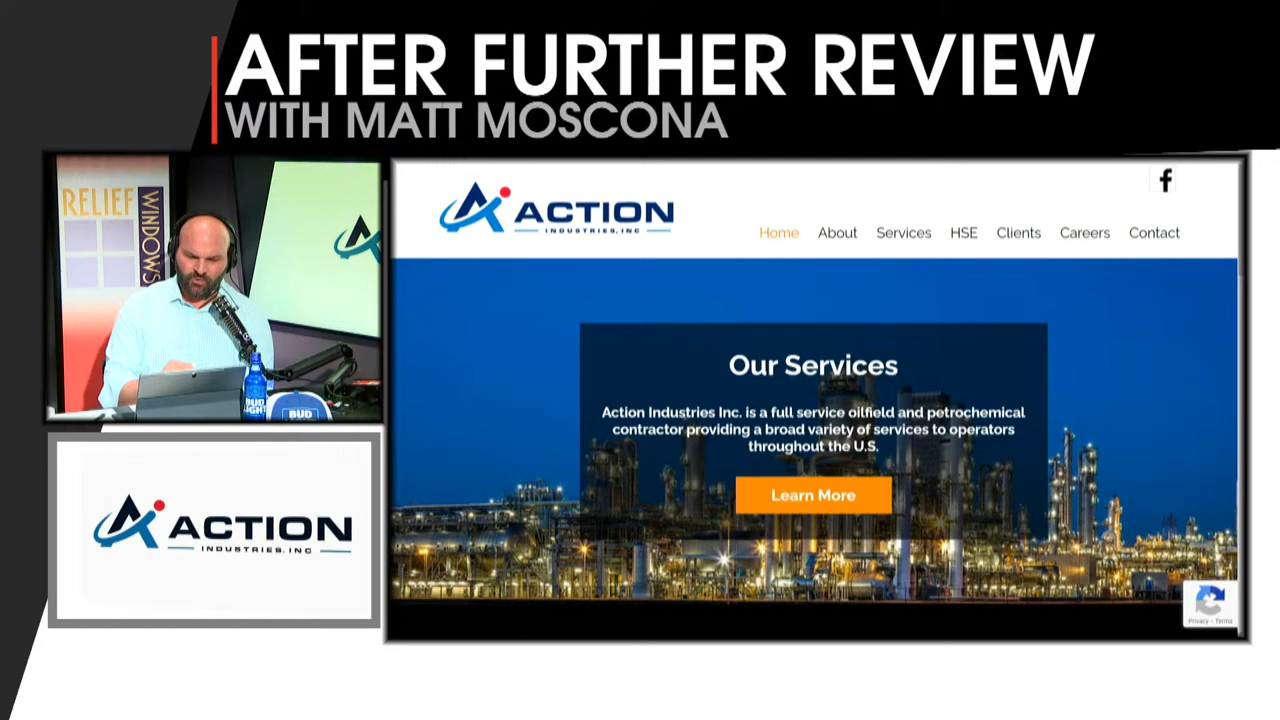 AFTER FURTHER REVIEW
WITH MATT MOSCONA
RELIEF
WINDOWS
BUD
LIGHT
BUD
ACTION
INDUSTRIES, INC
f
Home About Services HSE Clients Careers Contact
Our Services
Action Industries Inc. is a full service oilfield and petrochemical
contractor providing a broad variety of services to operators
throughout the U.S.
Learn More
Privacy - Terms
ACTION
INDUSTRIES, INC